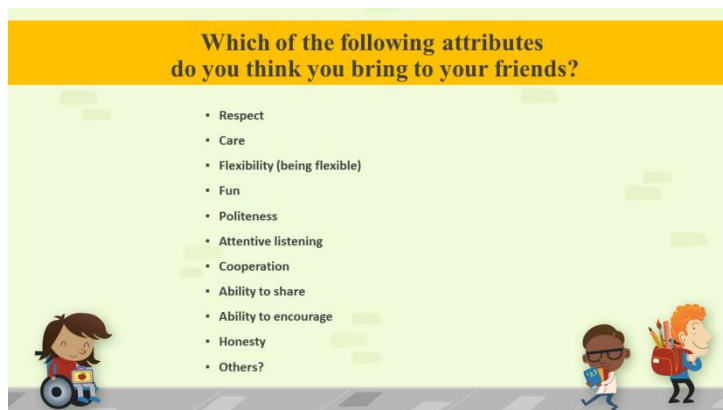 Which of the following attributes
do you think you bring to your friends?
• Respect
• Care
• Flexibility (being flexible)
• Fun
• Politeness
• Attentive listening
• Cooperation
• Ability to share
• Ability to encourage
• Honesty
• Others?